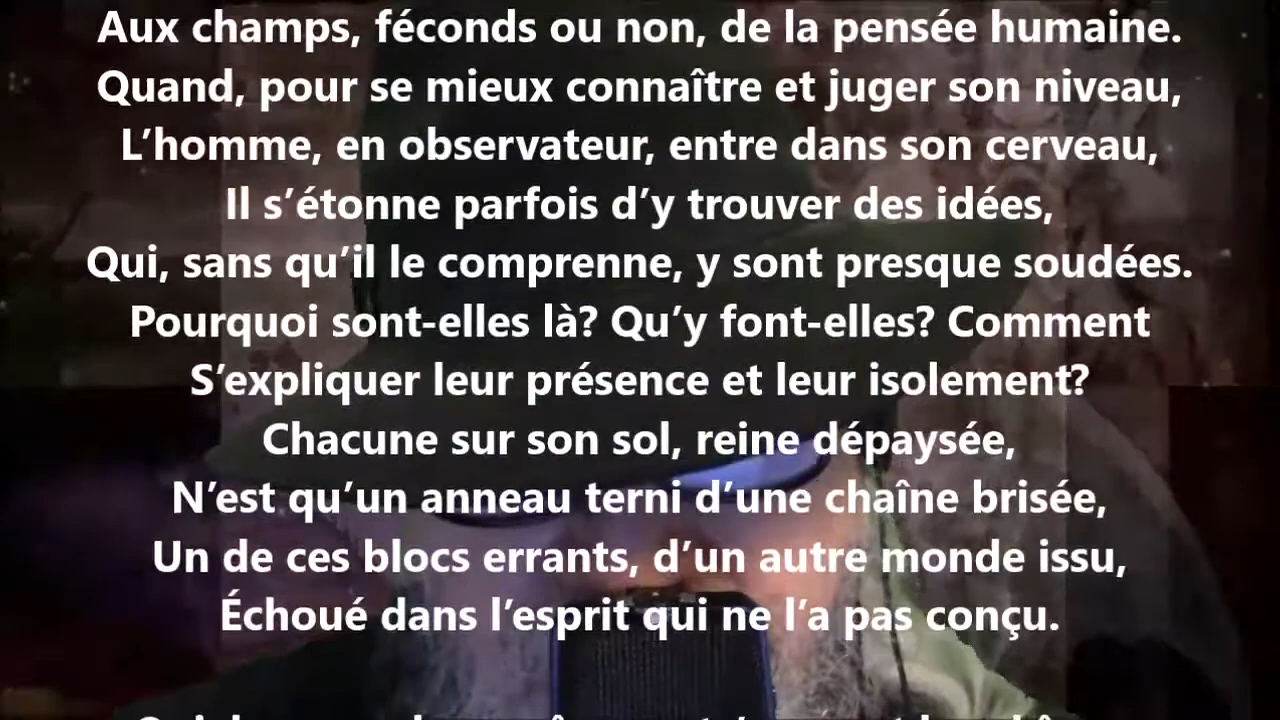 Aux champs, féconds ou non, de la pensée humaine.
Quand, pour se mieux connaître et juger son niveau,
L’homme, en observateur, entre dans son cerveau,
Il s’étonne parfois d’y trouver des idées,
Qui, sans qu’il le comprenne, y sont presque soudées.
Pourquoi sont-elles là? Qu’y font-elles? Comment
S’expliquer leur présence et leur isolement?
Chacune sur son sol, reine dépaysée,
N’est qu’un anneau terni d’une chaîne brisée,
Un de ces blocs errants, d’un autre monde issu,
Échoué dans l’esprit qui ne l’a pas conçu.